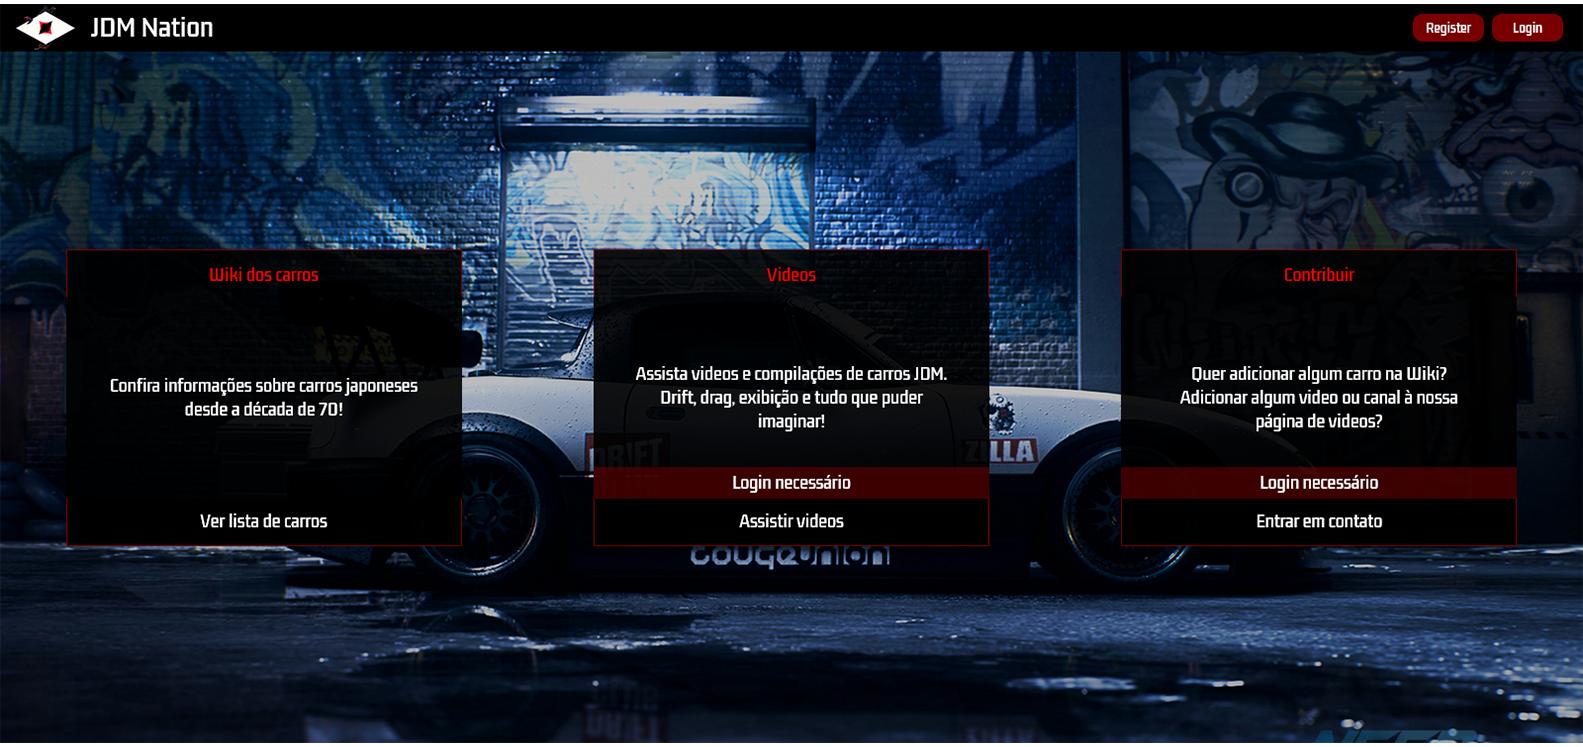 JDM Nation
Register
Login
Wiki dos carros
Confira informações sobre carros japoneses
desde a década de 70!
Ver lista de carros
Videos
Assista videos e compilações de carros JDM.
Drift, drag, exibição e tudo que puder
imaginar!
Login necessário
Assistir videos
Contribuir
Quer adicionar algum carro na Wiki?
Adicionar algum video ou canal à nossa
página de videos?
Login necessário
Entrar em contato
DRIFT
ZILLA